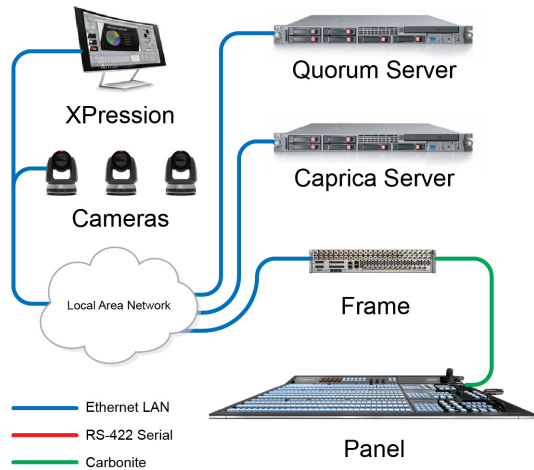 XPression
Quorum Server
Cameras
Caprica Server
Local Area Network
Frame
Ethernet LAN
RS-422 Serial
Carbonite
Panel